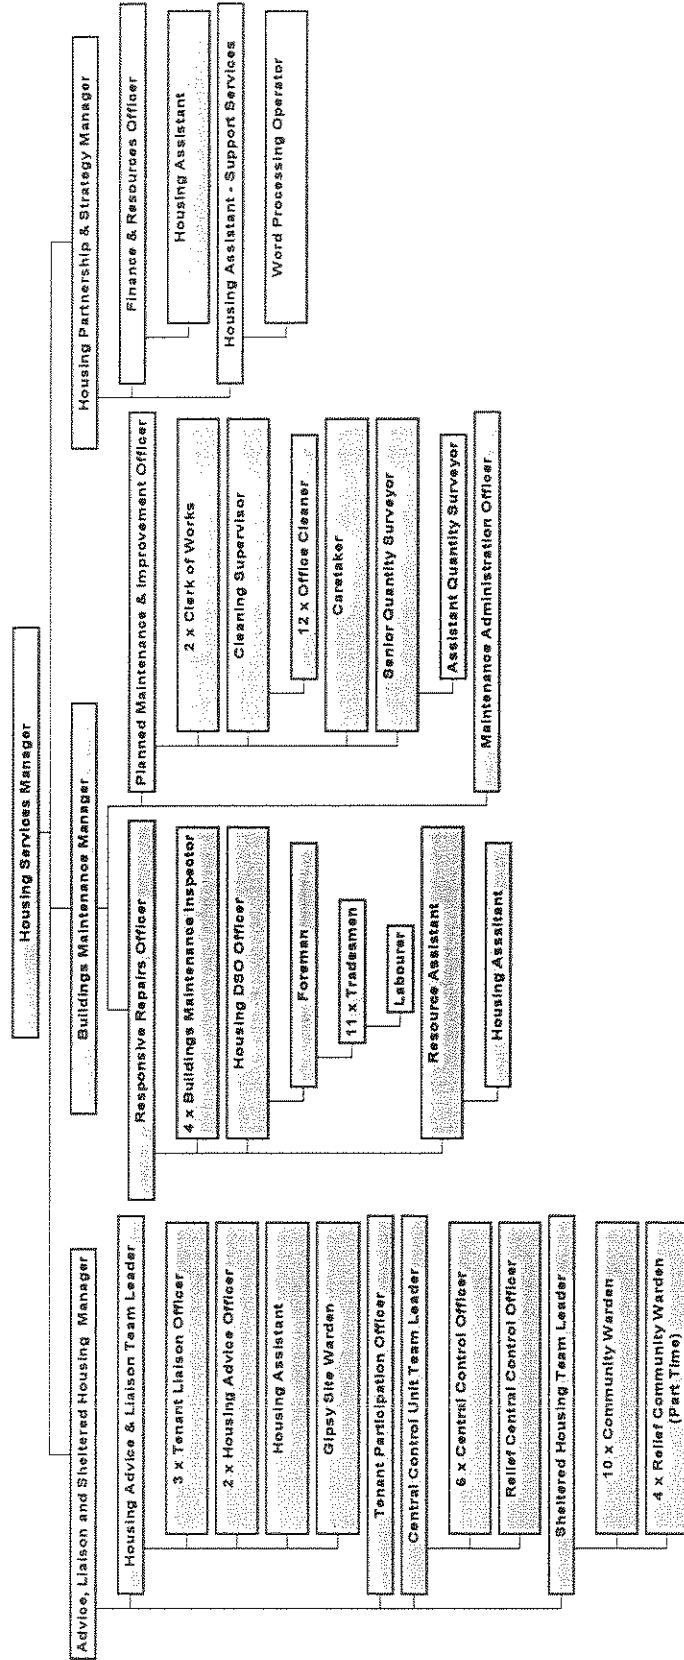 Housing Services Manager
Advice, Liaison and Sheltered Housing Manager
Housing Advice & Liaison Team Leader
3 x Tenant Liaison Officer
2 x Housing Advice Officer
Housing Assistant
Gipsy Site Warden
Tenant Participation Officer
Central Control Unit Team Leader
6 x Central Control Officer
Relief Central Control Officer
Sheltered Housing Team Leader
10 x Community Warden
4 x Relief Community Warden
(Part Time)
Buildings Maintenance Manager
Responsive Repairs Officer
4 x Buildings Maintenance Inspector
Housing DSO Officer
Foreman
11 x Tradesmen
Labourer
Resource Assistant
Housing Asssitant
Planned Maintenance & Improvement Officer
2 x Clerk of Works
Cleaning Supervisor
12 x Office Cleaner
Caretaker
Senior Quantity Surveyor
Assistant Quantity Surveyor
Maintenance Administration Officer
Housing Partnership & Strategy Manager
Finance & Resources Officer
Housing Assistant
Housing Assistant - Support Services
Word Processing Operator